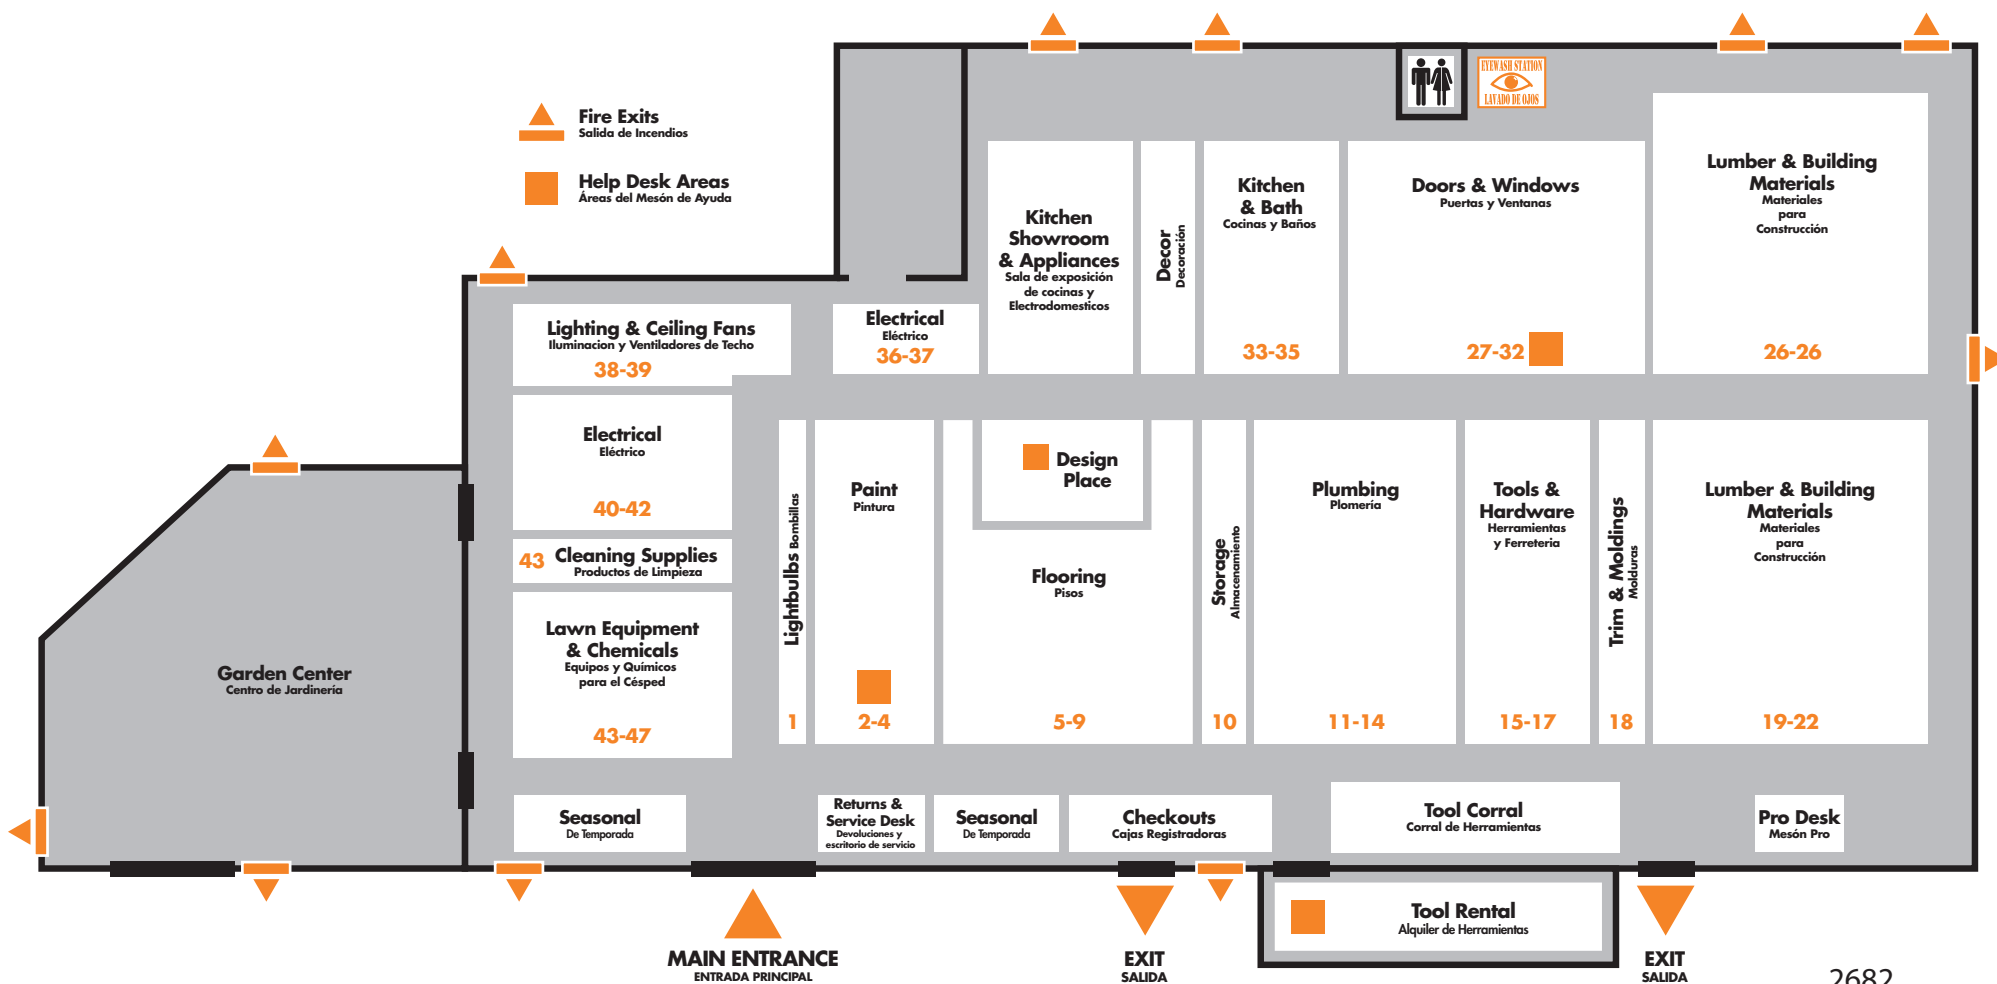 EYEWASH STATION
LAVADO DE OJOS
Fire Exits
Salida de Incendios
Help Desk Areas
Áreas del Mesón de Ayuda
Kitchen
Showroom
& Appliances
Sala de exposición
de cocinas y
Electrodomesticos
Decor
Decoración
Kitchen
& Bath
Cocinas y Baños
33-35
Doors & Windows
Puertas y Ventanas
27-32
Lumber & Building
Materials
Materiales
para
Construcción
26-26
Lighting & Ceiling Fans
Iluminacion y Ventiladores de Techo
38-39
Electrical
Eléctrico
36-37
Electrical
Eléctrico
40-42
43 Cleaning Supplies
Productos de Limpieza
Lawn Equipment
& Chemicals
Equipos y Químicos
para el Césped
43-47
Garden Center
Centro de Jardinería
Lightbulbs Bombillas
1
Paint
Pintura
2-4
Design
Place
Flooring
Pisos
5-9
Storage
Almacenamiento
10
Plumbing
Plomería
11-14
Tools &
Hardware
Herramientas
y Ferreteria
15-17
Trim & Moldings
Molduras
18
Lumber & Building
Materials
Materiales
para
Construcción
19-22
Seasonal
De Temporada
Returns &
Service Desk
Devoluciones y
escritorio de servicio
Seasonal
De Temporada
Checkouts
Cajas Registradoras
Tool Corral
Corral de Herramientas
Pro Desk
Mesón Pro
Tool Rental
Alquiler de Herramientas
MAIN ENTRANCE
ENTRADA PRINCIPAL
EXIT
SALIDA
EXIT
SALIDA
2682